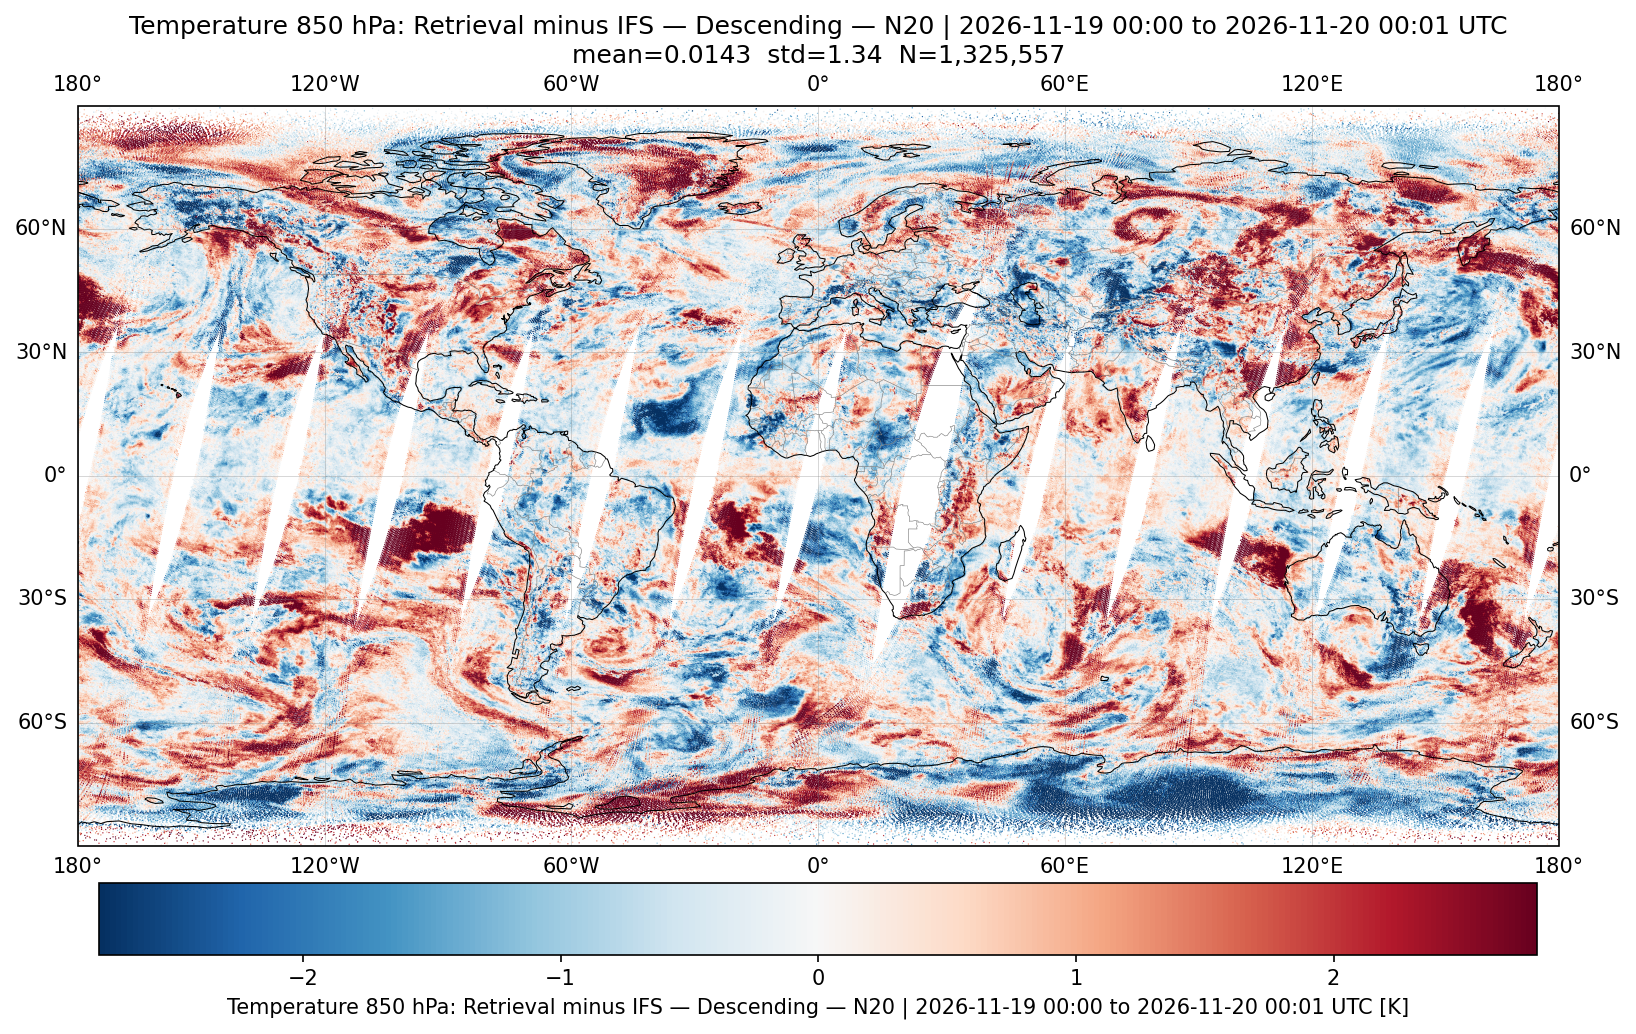 Temperature 850 hPa: Retrieval minus IFS — Descending — N20 | 2026-11-19 00:00 to 2026-11-20 00:01 UTC
mean=0.0143  std=1.34  N=1,325,557
180° 120°W 60°W 0° 60°E 120°E 180°
60°N 60°N
30°N 30°N
0° 0°
30°S 30°S
60°S 60°S
180° 120°W 60°W 0° 60°E 120°E 180°
−2 −1 0 1 2
Temperature 850 hPa: Retrieval minus IFS — Descending — N20 | 2026-11-19 00:00 to 2026-11-20 00:01 UTC [K]